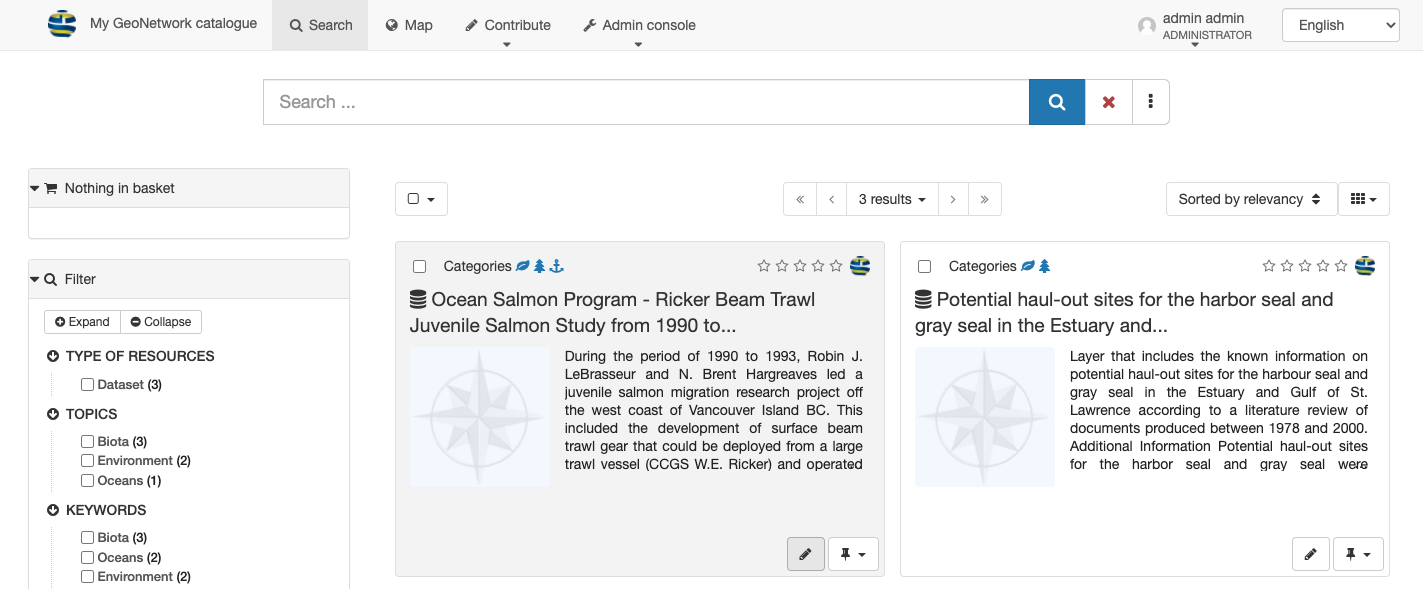 My GeoNetwork catalogue
Search
Map
Contribute
Admin console
admin admin
ADMINISTRATOR
English
Search ...
Nothing in basket
3 results
Sorted by relevancy
Filter
Expand
Collapse
TYPE OF RESOURCES
Dataset (3)
TOPICS
Biota (3)
Environment (2)
Oceans (1)
KEYWORDS
Biota (3)
Oceans (2)
Environment (2)
Categories
Ocean Salmon Program - Ricker Beam Trawl
Juvenile Salmon Study from 1990 to...
During the period of 1990 to 1993, Robin J.
LeBrasseur and N. Brent Hargreaves led a
juvenile salmon migration research project off
the west coast of Vancouver Island BC. This
included the development of surface beam
trawl gear that could be deployed from a large
trawl vessel (CCGS W.E. Ricker) and operated
Categories
Potential haul-out sites for the harbor seal and
gray seal in the Estuary and...
Layer that includes the known information on
potential haul-out sites for the harbour seal and
gray seal in the Estuary and Gulf of St.
Lawrence according to a literature review of
documents produced between 1978 and 2000.
Additional Information Potential haul-out sites
for the harbor seal and gray seal were